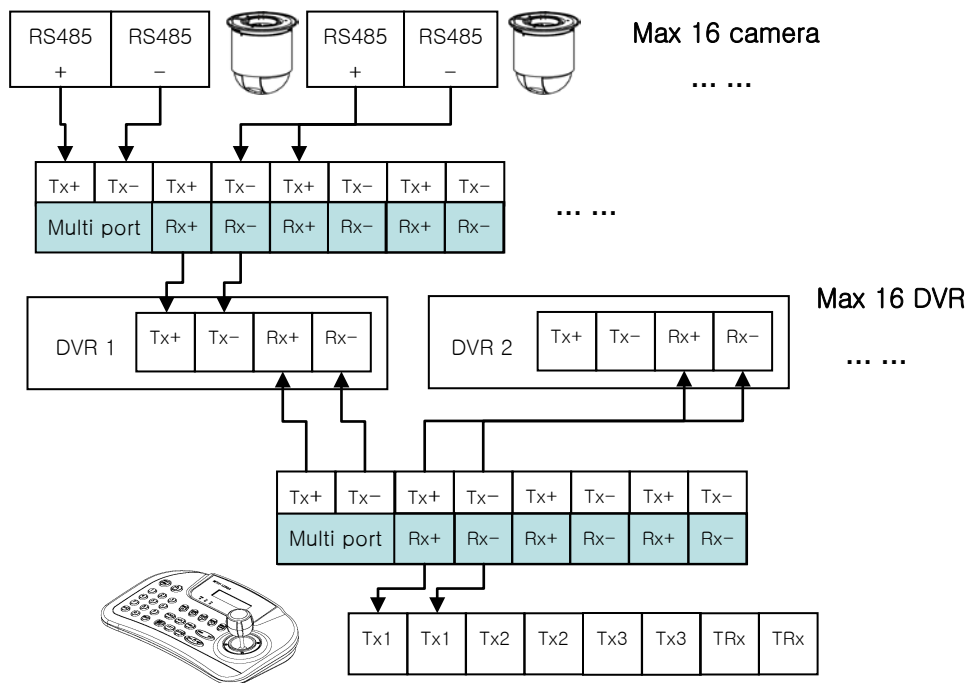 RS485 RS485 RS485 RS485 Max 16 camera
+ − + − ... ...
Tx+ Tx− Tx+ Tx− Tx+ Tx− Tx+ Tx−
Multi port Rx+ Rx− Rx+ Rx− Rx+ Rx− ... ...
Max 16 DVR
DVR 1 Tx+ Tx− Rx+ Rx− DVR 2 Tx+ Tx− Rx+ Rx−
... ...
Tx+ Tx− Tx+ Tx− Tx+ Tx− Tx+ Tx−
Multi port Rx+ Rx− Rx+ Rx− Rx+ Rx−
Tx1 Tx1 Tx2 Tx2 Tx3 Tx3 TRx TRx